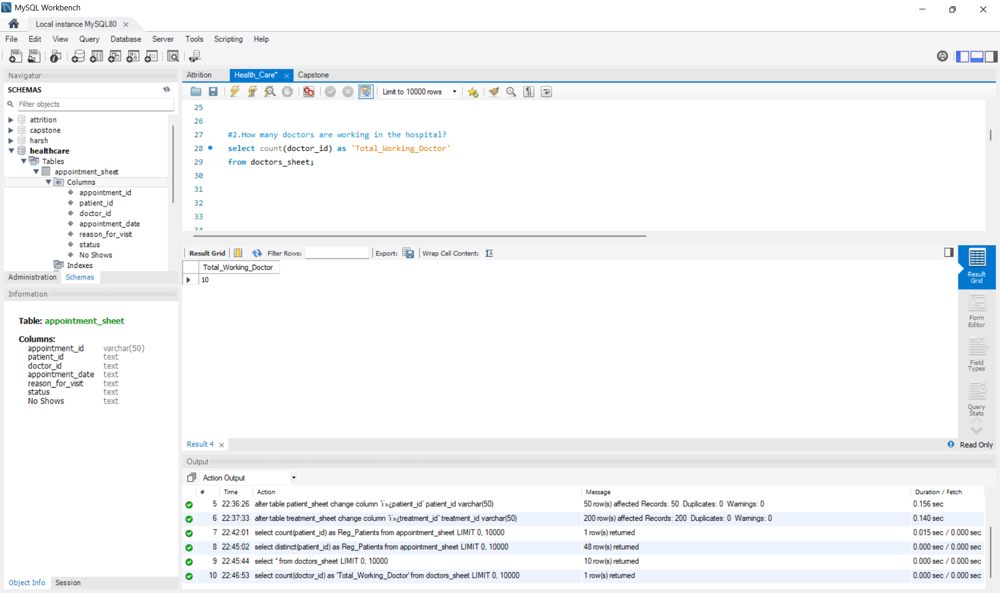 MySQL Workbench
Local instance MySQL80
File Edit View Query Database Server Tools Scripting Help
Navigator
SCHEMAS
Filter objects
attrition
capstone
harsh
healthcare
Tables
appointment_sheet
Columns
appointment_id
patient_id
doctor_id
appointment_date
reason_for_visit
status
No Shows
Indexes
Administration Schemas
Information
Table: appointment_sheet
Columns:
appointment_id varchar(50)
patient_id text
doctor_id text
appointment_date text
reason_for_visit text
status text
No Shows text
Object Info Session
Attrition Health_Care* Capstone
Limit to 10000 rows
25
26
27 #2.How many doctors are working in the hospital?
28 select count(doctor_id) as 'Total_Working_Doctor'
29 from doctors_sheet;
30
31
32
33
34
Result Grid Filter Rows: Export: Wrap Cell Content:
Total_Working_Doctor
10
Result Grid
Form Editor
Field Types
Query Stats
Result 4 Read Only
Output
Action Output
# Time Action Message Duration / Fetch
5 22:36:26 alter table patient_sheet change column `ï»¿patient_id` patient_id varchar(50) 50 row(s) affected Records: 50 Duplicates: 0 Warnings: 0 0.156 sec
6 22:37:33 alter table treatment_sheet change column `ï»¿treatment_id` treatment_id varchar(50) 200 row(s) affected Records: 200 Duplicates: 0 Warnings: 0 0.140 sec
7 22:42:01 select count(patient_id) as Reg_Patients from appointment_sheet LIMIT 0, 10000 1 row(s) returned 0.015 sec / 0.000 sec
8 22:45:02 select distinct(patient_id) as Reg_Patients from appointment_sheet LIMIT 0, 10000 48 row(s) returned 0.000 sec / 0.000 sec
9 22:45:44 select * from doctors_sheet LIMIT 0, 10000 10 row(s) returned 0.000 sec / 0.000 sec
10 22:46:53 select count(doctor_id) as 'Total_Working_Doctor' from doctors_sheet LIMIT 0, 10000 1 row(s) returned 0.000 sec / 0.000 sec